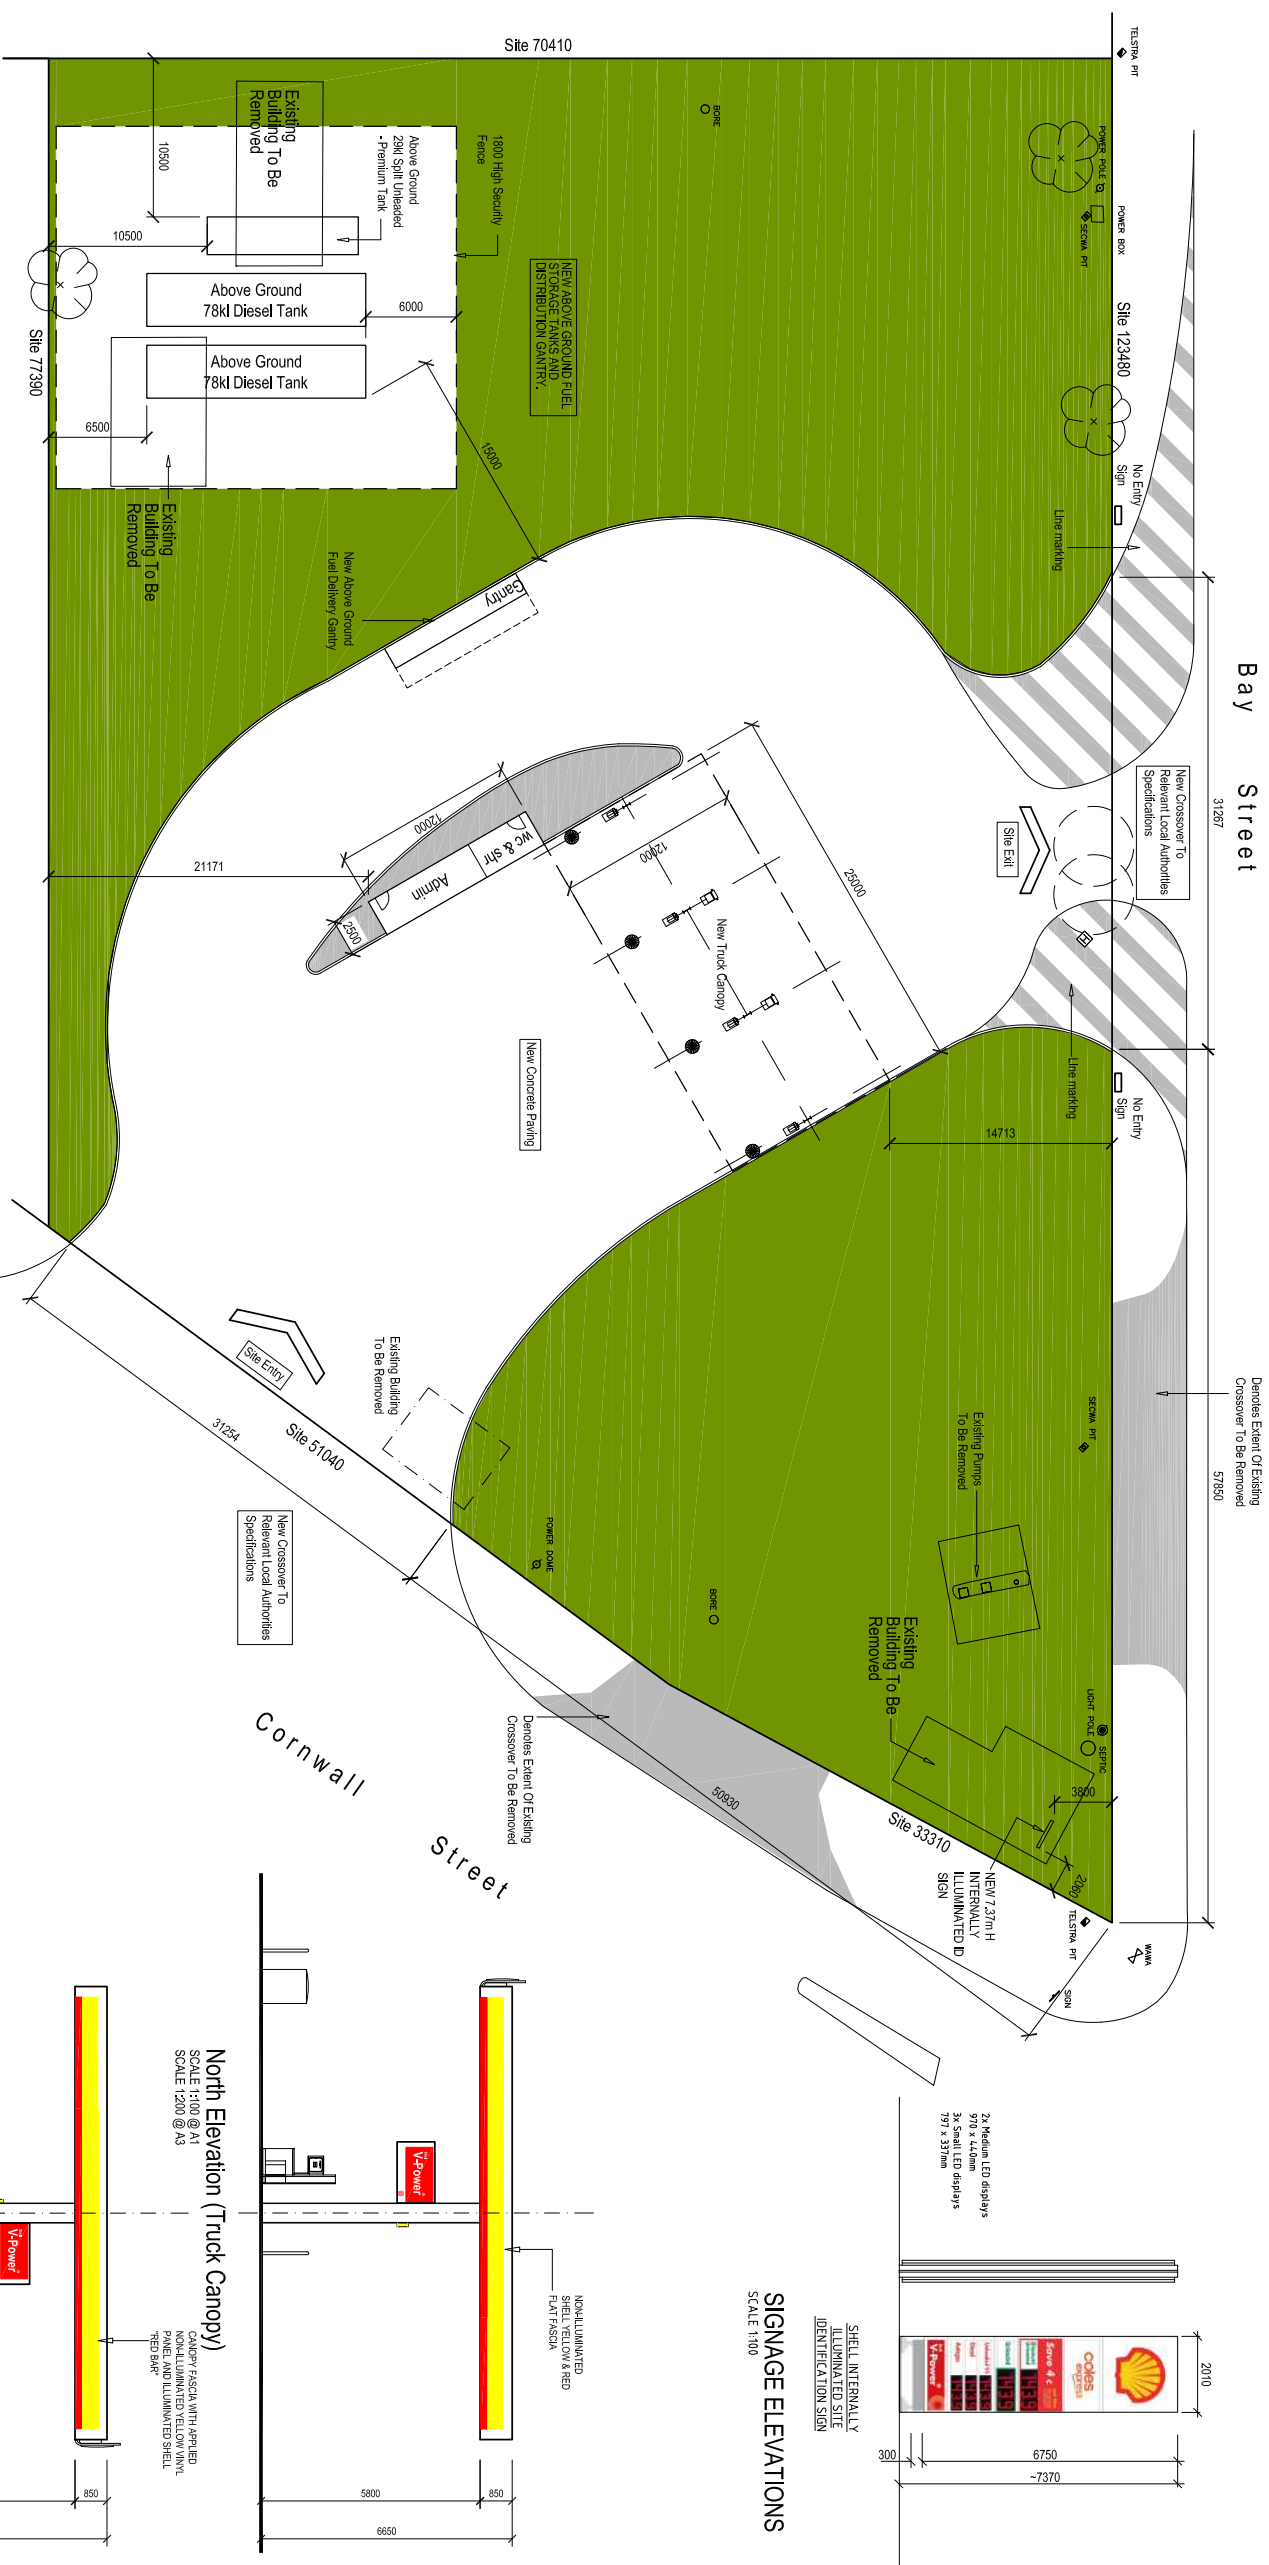 Bay Street
TELSTRA PIT
POWER POLE
POWER BOX
SECWA PIT
Site 123480
No Entry
Sign
Line marking
31267
New Crossover To
Relevant Local Authorities
Specifications
Site Exit
H
Line marking
No Entry
Sign
14713
Denotes Extent Of Existing
Crossover To Be Removed
57850
SECWA PIT
Existing Pumps
To Be Removed
LIGHT POLE
SEPTIC
Existing
Building To Be
Removed
3800
2080
Site 33310
NEW 7.37m H
INTERNALLY
ILLUMINATED ID
SIGN
TELSTRA PIT
WAWA
SIGN
Site 70410
BORE
1800 High Security
Fence
Above Ground
29kl Split Unleaded
- Premium Tank
Existing
Building To Be
Removed
10500
10500
Above Ground
78kl Diesel Tank
6000
Above Ground
78kl Diesel Tank
6500
Site 77390
NEW ABOVE GROUND FUEL
STORAGE TANKS AND
DISTRIBUTION GANTRY.
15000
Existing
Building To Be
Removed
New Above Ground
Fuel Delivery Gantry
Gantry
25000
12000
12000
New Truck Canopy
wc & shr
Admin
2500
21171
New Concrete Paving
Site Entry
Existing Building
To Be Removed
31254
Site 51040
New Crossover To
Relevant Local Authorities
Specifications
POWER DOME
BORE
Denotes Extent Of Existing
Crossover To Be Removed
50930
Cornwall Street
2x Medium LED displays
970 x 440mm
3x Small LED displays
797 x 337mm
2010
coles
express
Save 4c
V-Power
300
6750
~7370
SHELL INTERNALLY
ILLUMINATED SITE
IDENTIFICATION SIGN
SIGNAGE ELEVATIONS
SCALE 1:100
V-Power
NON-ILLUMINATED
SHELL YELLOW & RED
FLAT FASCIA
5800
850
6650
North Elevation (Truck Canopy)
SCALE 1:100 @ A1
SCALE 1:200 @ A3
V-Power
CANOPY FASCIA WITH APPLIED
NON-ILLUMINATED YELLOW VINYL
PANEL AND ILLUMINATED SHELL
"RED BAR"
850